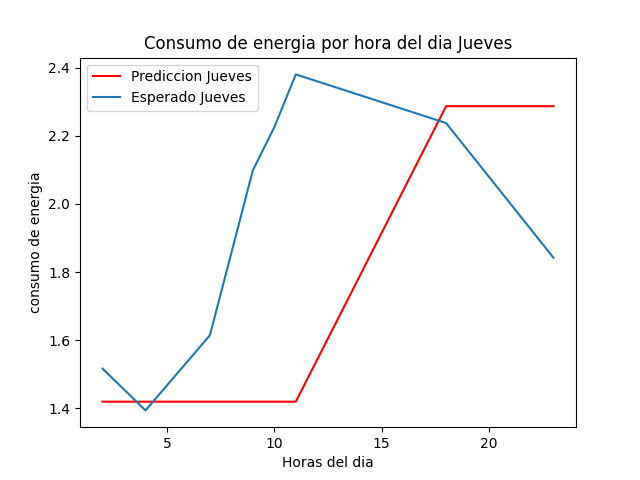 Consumo de energia por hora del dia Jueves
Prediccion Jueves
Esperado Jueves
consumo de energia
2.4
2.2
2.0
1.8
1.6
1.4
5
10
15
20
Horas del dia